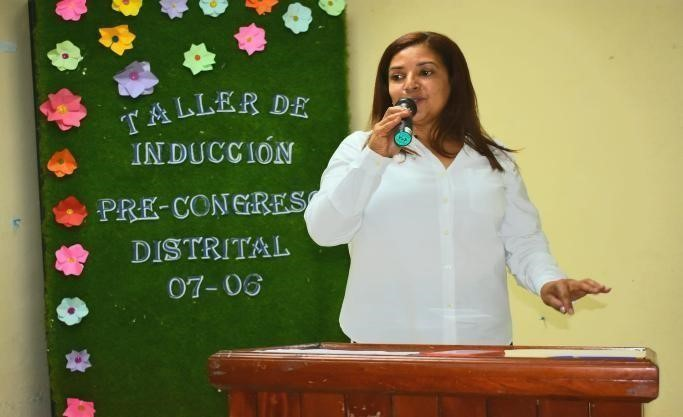 TALLER DE
INDUCCIÓN
PRE-CONGRESO
DISTRITAL
07-06